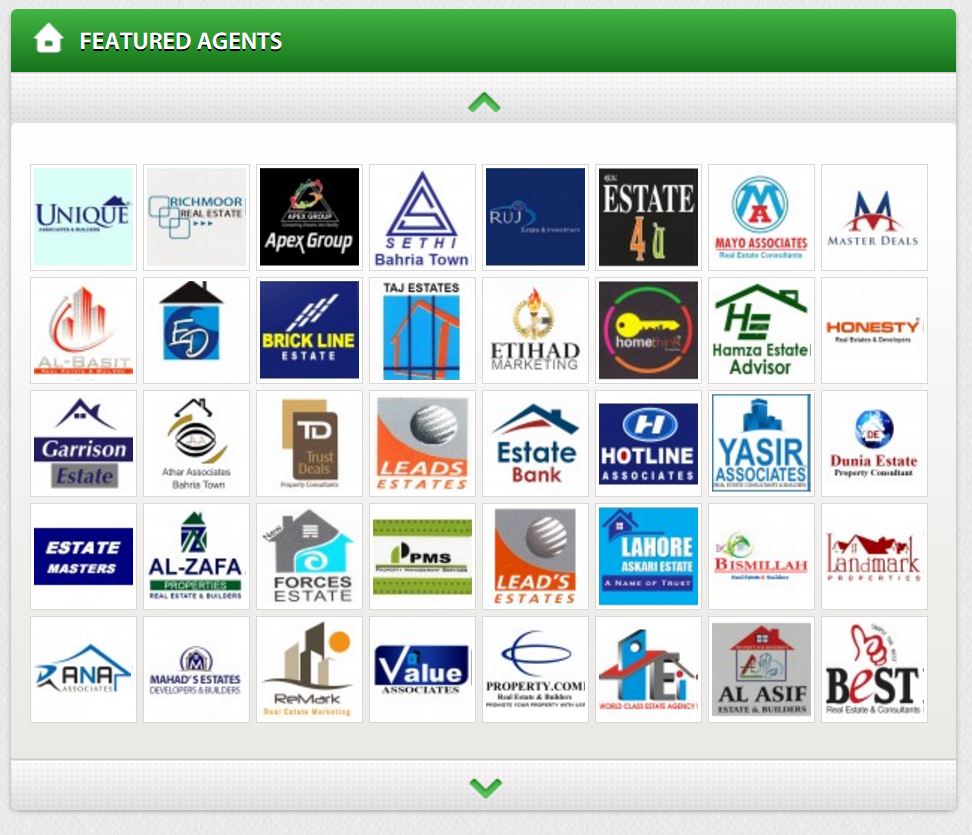 FEATURED AGENTS
UNIQUE
ASSOCIATES & BUILDERS
RICHMOOR
REAL ESTATE
APEX GROUP
Apex Group
SETHI
Bahria Town
RUJ
Estate & Investment
REAL
ESTATE
4 U
MA
MAYO ASSOCIATES
Real Estate Consultants
M
MASTER DEALS
AL-BASIT
ED
BRICK LINE
ESTATE
TAJ ESTATES
ETIHAD
MARKETING
homething
HE
Hamza Estate
Advisor
HONESTY
Real Estates & Developers
Garrison
Estate
Athar Associates
Bahria Town
TD
Trust
Deals
Property Consultants
LEADS
ESTATES
Estate
Bank
H
HOTLINE
ASSOCIATES
YASIR
ASSOCIATES
REAL ESTATE CONSULTANTS & BUILDERS
DE
Dunia Estate
Property Consultant
ESTATE
MASTERS
AL-ZAFA
PROPERTIES
REAL ESTATE & BUILDERS
New
FORCES
ESTATE
PMS
Property Management Services
LEAD'S
ESTATES
LAHORE
ASKARI ESTATE
A NAME OF TRUST
BISMILLAH
Real Estate & Builders
Landmark
PROPERTIES
RANA
ASSOCIATES
MAHAD'S ESTATES
DEVELOPERS & BUILDERS
ReMark
Real Estate Marketing
Value
ASSOCIATES
PROPERTY.COM
Real Estate & Builders
PROMOTE YOUR PROPERTY WITH US
Ei
WORLD CLASS ESTATE AGENCY
AL ASIF
ESTATE & BUILDERS
SIMPLY THE BEST
BeST
Real Estate & Consultants